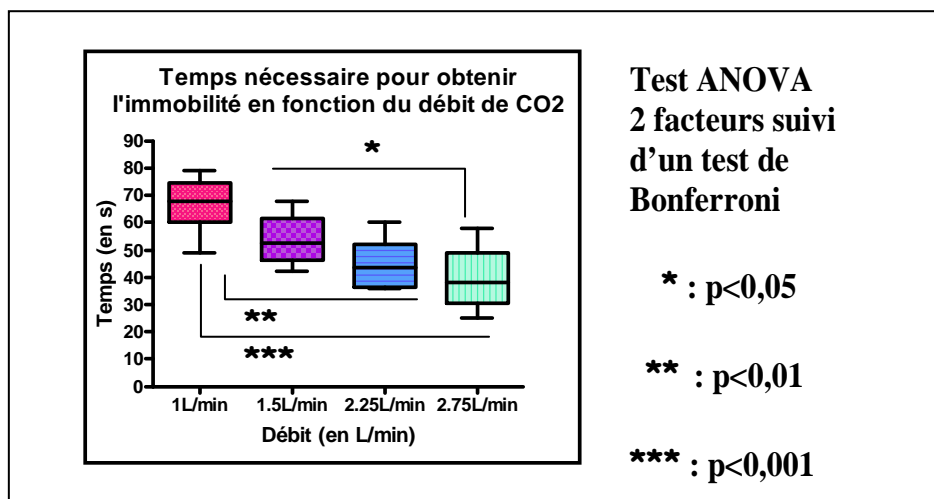 Temps nécessaire pour obtenir
l'immobilité en fonction du débit de CO2
90
80
70
60
50
40
30
20
10
0
Temps (en s)
*
**
***
1L/min 1.5L/min 2.25L/min 2.75L/min
Débit (en L/min)
Test ANOVA
2 facteurs suivi
d'un test de
Bonferroni
* : p<0,05
** : p<0,01
*** : p<0,001